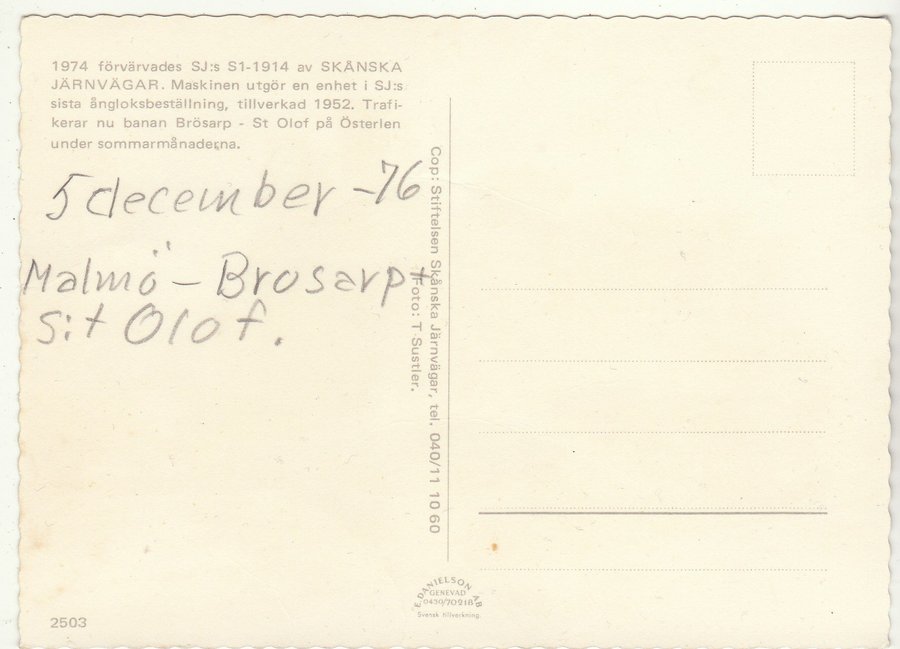 1974 förvärvades SJ:s S1-1914 av SKÅNSKA
JÄRNVÄGAR. Maskinen utgör en enhet i SJ:s
sista ångloksbeställning, tillverkad 1952. Trafi-
kerar nu banan Brösarp - St Olof på Österlen
under sommarmånaderna.
5 december -76
Malmö - Brosarp +
S:t Olof.
Cop: Stiftelsen Skånska Järnvägar, tel. 040/11 10 60
Foto: T Sustler.
E. DANIELSON AB
GENEVAD
0430/70218
Svensk tillverkning.
2503